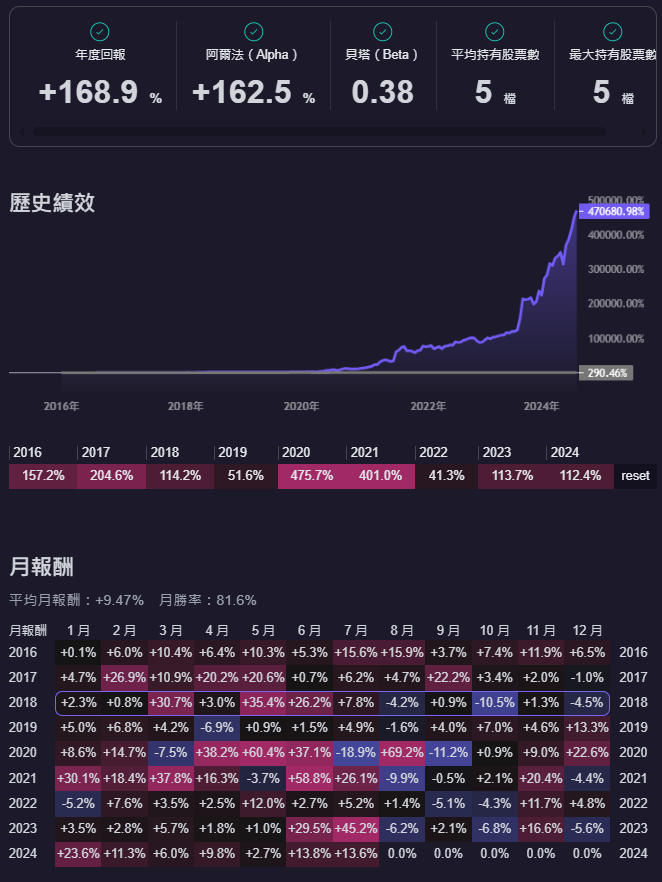 年度回報 阿爾法（Alpha） 貝塔（Beta） 平均持有股票數 最大持有股票數
+168.9 % +162.5 % 0.38 5 檔 5 檔
歷史績效
500000.00%
470680.98%
400000.00%
300000.00%
200000.00%
100000.00%
290.46%
2016年 2018年 2020年 2022年 2024年
2016 2017 2018 2019 2020 2021 2022 2023 2024
157.2% 204.6% 114.2% 51.6% 475.7% 401.0% 41.3% 113.7% 112.4% reset
月報酬
平均月報酬：+9.47% 月勝率：81.6%
月報酬 1 月 2 月 3 月 4 月 5 月 6 月 7 月 8 月 9 月 10 月 11 月 12 月
2016 +0.1% +6.0% +10.4% +6.4% +10.3% +5.3% +15.6% +15.9% +3.7% +7.4% +11.9% +6.5% 2016
2017 +4.7% +26.9% +10.9% +20.2% +20.6% +0.7% +6.2% +4.7% +22.2% +3.4% +2.0% -1.0% 2017
2018 +2.3% +0.8% +30.7% +3.0% +35.4% +26.2% +7.8% -4.2% +0.9% -10.5% +1.3% -4.5% 2018
2019 +5.0% +6.8% +4.2% -6.9% +0.9% +1.5% +4.9% -1.6% +4.0% +7.0% +4.6% +13.3% 2019
2020 +8.6% +14.7% -7.5% +38.2% +60.4% +37.1% -18.9% +69.2% -11.2% +0.9% +9.0% +22.6% 2020
2021 +30.1% +18.4% +37.8% +16.3% -3.7% +58.8% +26.1% -9.9% -0.5% +2.1% +20.4% -4.4% 2021
2022 -5.2% +7.6% +3.5% +2.5% +12.0% +2.7% +5.2% +1.4% -5.1% -4.3% +11.7% +4.8% 2022
2023 +3.5% +2.8% +5.7% +1.8% +1.0% +29.5% +45.2% -6.2% +2.1% -6.8% +16.6% -5.6% 2023
2024 +23.6% +11.3% +6.0% +9.8% +2.7% +13.8% +13.6% 0.0% 0.0% 0.0% 0.0% 0.0% 2024